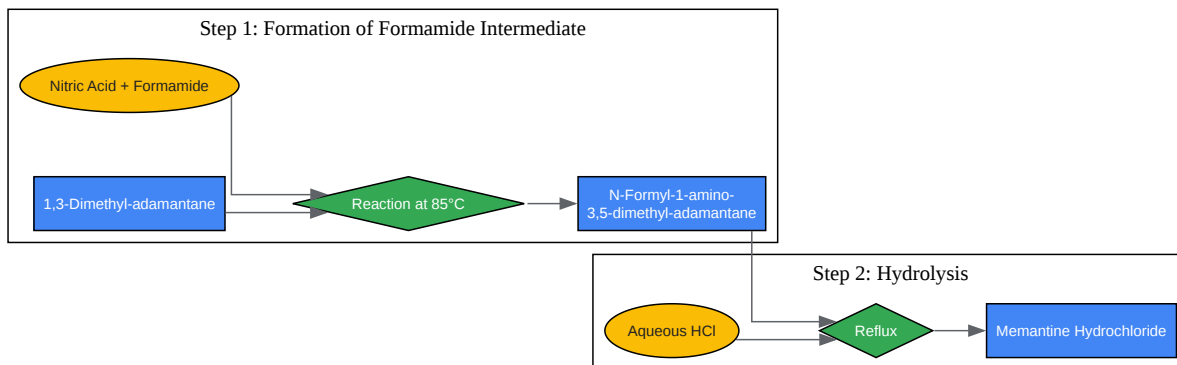 Step 1: Formation of Formamide Intermediate
Nitric Acid + Formamide
1,3-Dimethyl-adamantane
Reaction at 85°C
N-Formyl-1-amino-
3,5-dimethyl-adamantane
Step 2: Hydrolysis
Aqueous HCl
Reflux
Memantine Hydrochloride